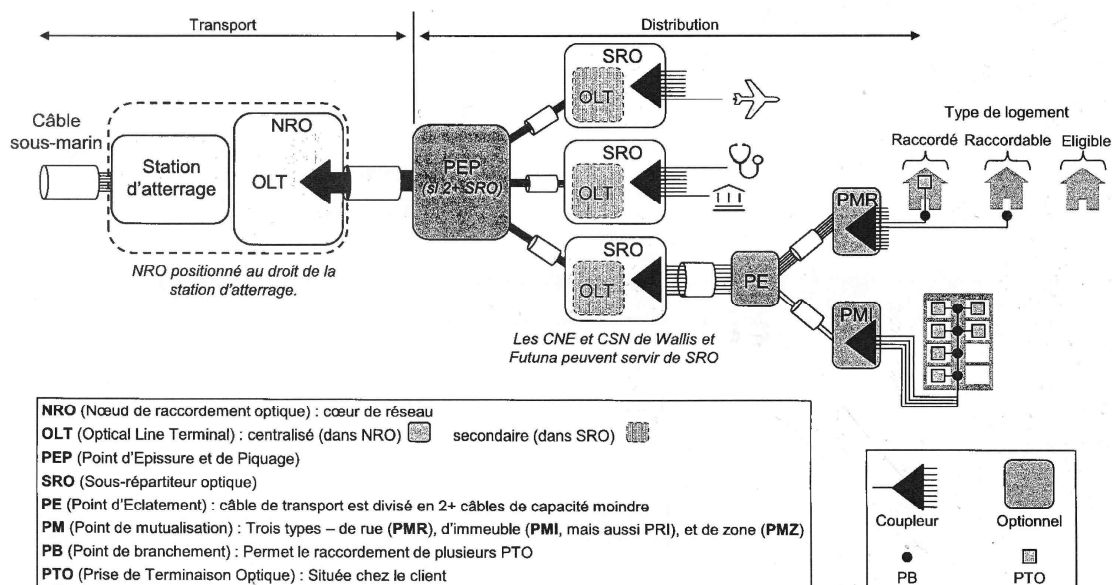 Transport
Distribution
Câble
sous-marin
Station
d'atterrage
NRO
OLT
NRO positionné au droit de la
station d'atterrage.
PEP
(si 2+ SRO)
SRO
OLT
SRO
OLT
SRO
OLT
Les CNE et CSN de Wallis et
Futuna peuvent servir de SRO
PE
PMR
PMI
Type de logement
Raccordé Raccordable Eligible
NRO (Nœud de raccordement optique) : cœur de réseau
OLT (Optical Line Terminal) : centralisé (dans NRO) secondaire (dans SRO)
PEP (Point d'Epissure et de Piquage)
SRO (Sous-répartiteur optique)
PE (Point d'Eclatement) : câble de transport est divisé en 2+ câbles de capacité moindre
PM (Point de mutualisation) : Trois types – de rue (PMR), d'immeuble (PMI, mais aussi PRI), et de zone (PMZ)
PB (Point de branchement) : Permet le raccordement de plusieurs PTO
PTO (Prise de Terminaison Optique) : Située chez le client
Coupleur
Optionnel
PB
PTO